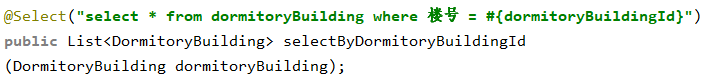 @Select("select * from dormitoryBuilding where 楼号 = #{dormitoryBuildingId}")
public List<DormitoryBuilding> selectByDormitoryBuildingId
(DormitoryBuilding dormitoryBuilding);